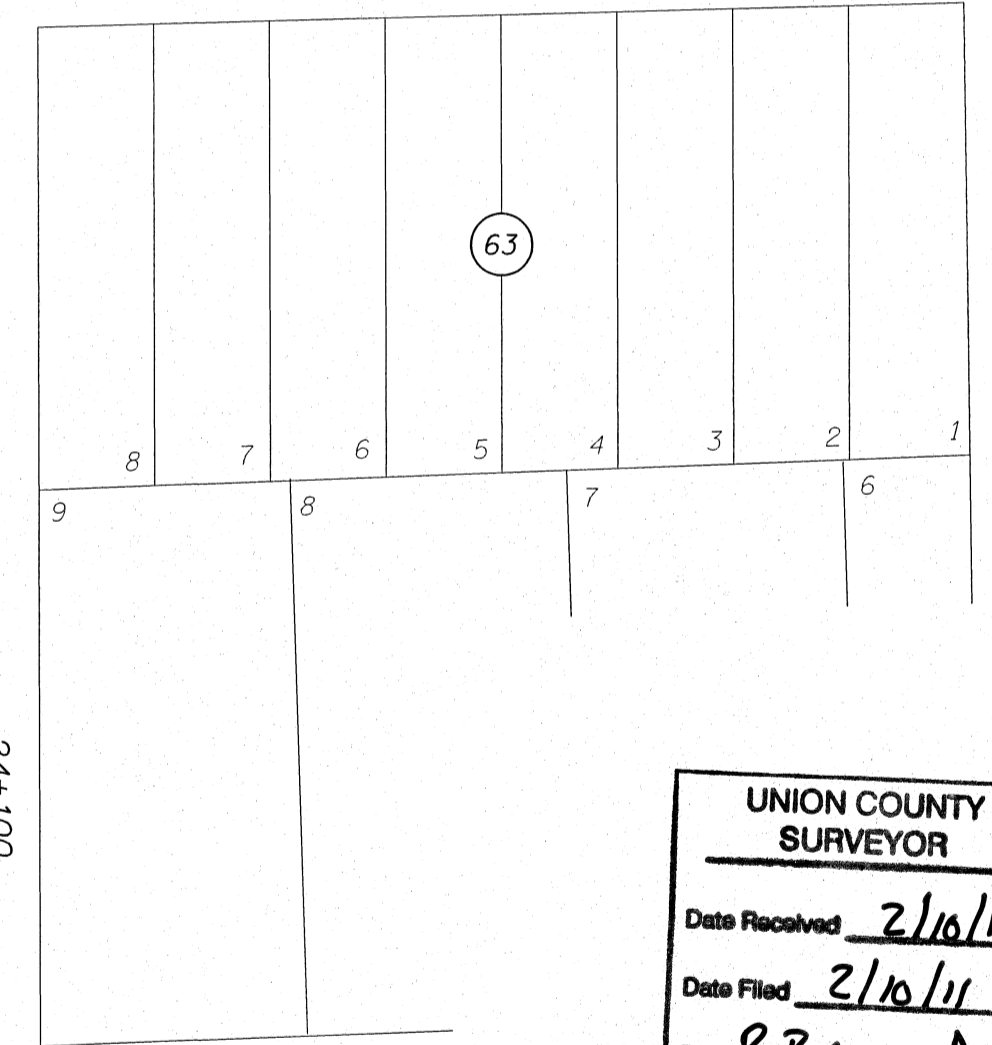 63
8 7 6 5 4 3 2 1
9 8 7 6
UNION COUNTY
SURVEYOR
Date Received 2/10/
Date Filed 2/10/11